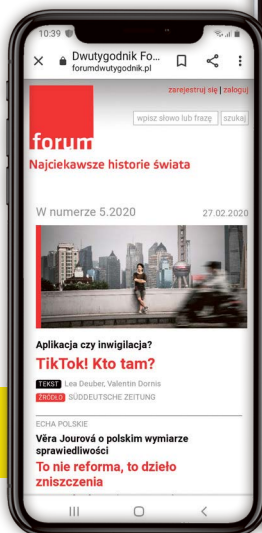 10:39
Dwutygodnik Fo...
forumdwutygodnik.pl
zarejestruj się | zaloguj
wpisz słowo lub frazę szukaj
forum
Najciekawsze historie świata
W numerze 5.2020 27.02.2020
Aplikacja czy inwigilacja?
TikTok! Kto tam?
TEKST Lea Deuber, Valentin Dornis
ŹRÓDŁO SÜDDEUTSCHE ZEITUNG
ECHA POLSKIE
Věra Jourová o polskim wymiarze
sprawiedliwości
To nie reforma, to dzieło
zniszczenia